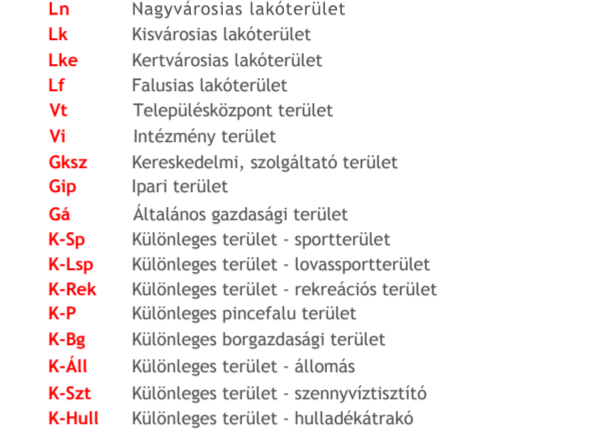 Ln Nagyvárosias lakóterület
Lk Kisvárosias lakóterület
Lke Kertvárosias lakóterület
Lf Falusias lakóterület
Vt Településközpont terület
Vi Intézmény terület
Gksz Kereskedelmi, szolgáltató terület
Gip Ipari terület
Gá Általános gazdasági terület
K-Sp Különleges terület - sportterület
K-Lsp Különleges terület - lovassportterület
K-Rek Különleges terület - rekreációs terület
K-P Különleges pincefalu terület
K-Bg Különleges borgazdasági terület
K-Áll Különleges terület - állomás
K-Szt Különleges terület - szennyvíztisztító
K-Hull Különleges terület - hulladékátrakó